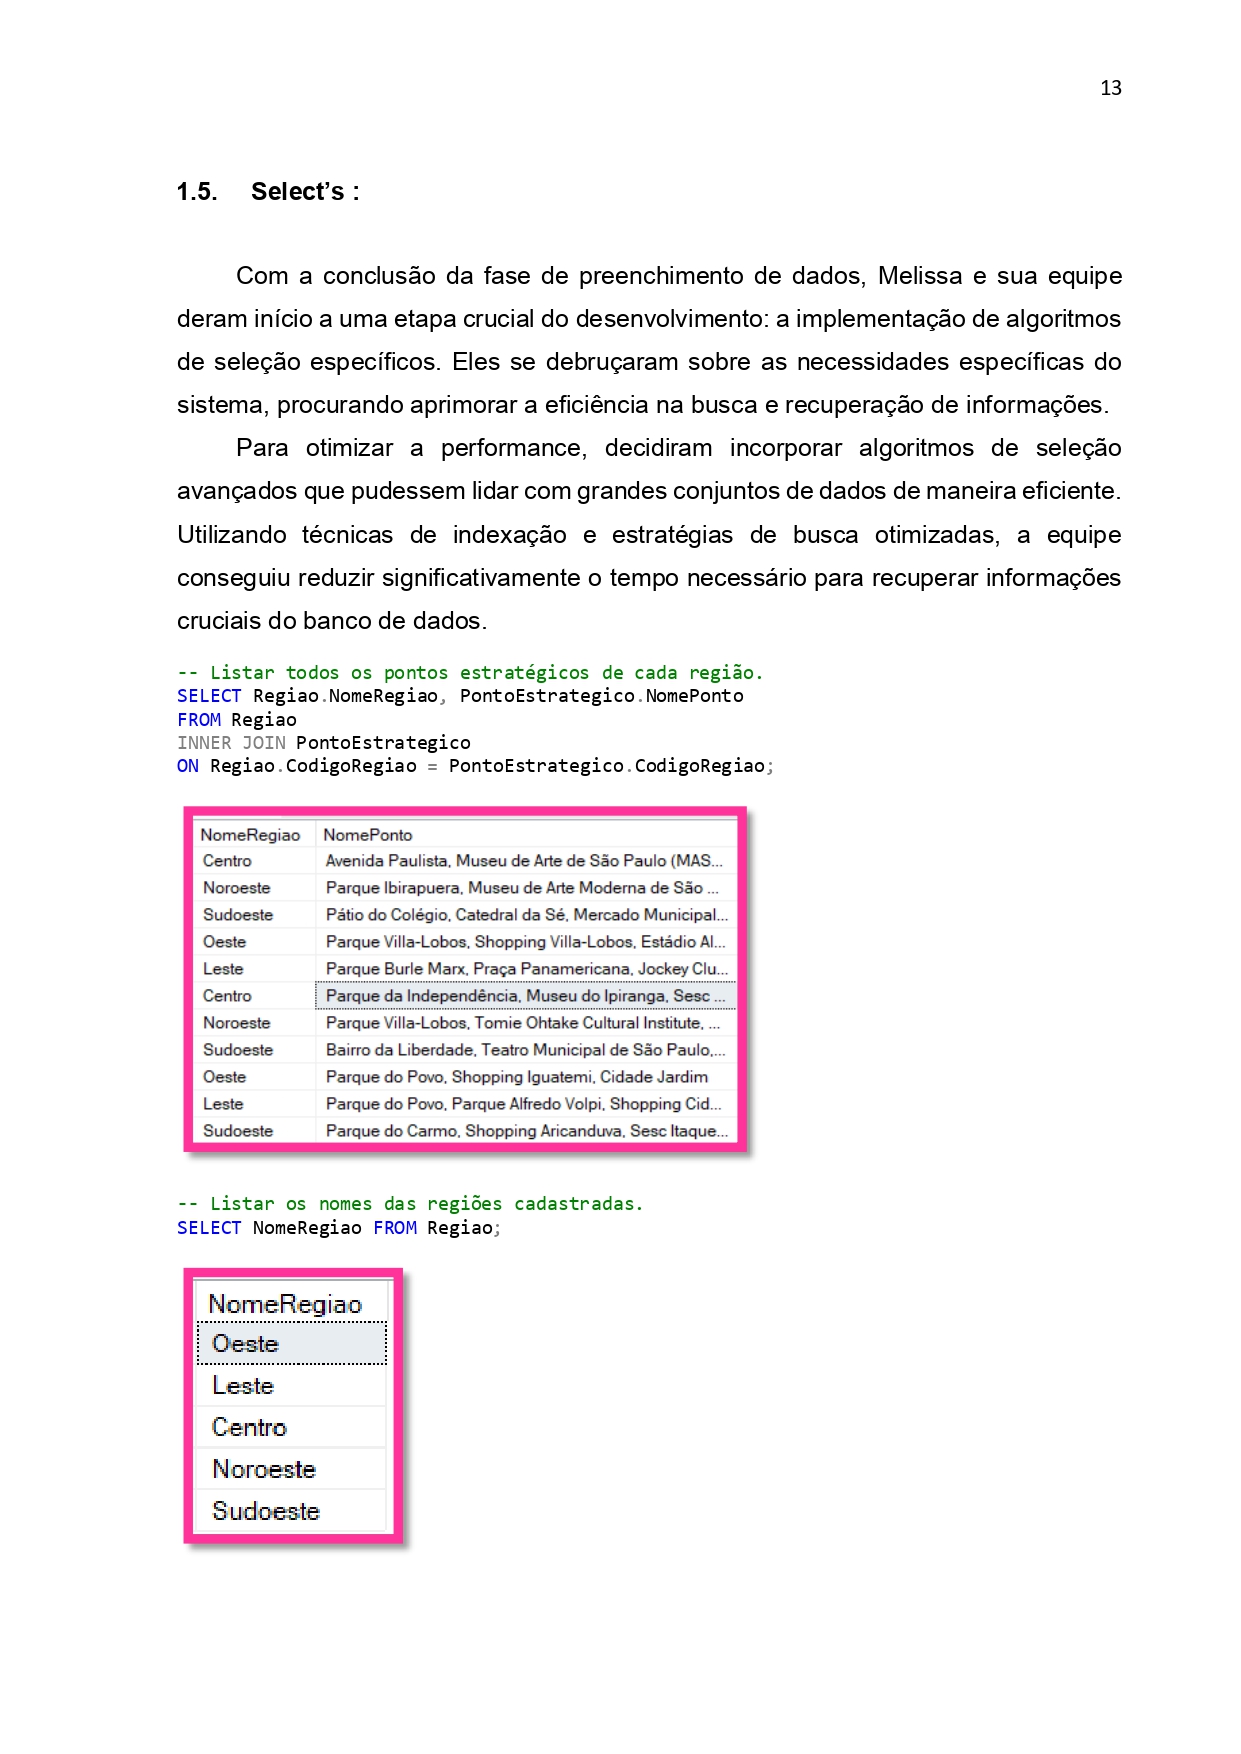 13
1.5. Select’s :
Com a conclusão da fase de preenchimento de dados, Melissa e sua equipe
deram início a uma etapa crucial do desenvolvimento: a implementação de algoritmos
de seleção específicos. Eles se debruçaram sobre as necessidades específicas do
sistema, procurando aprimorar a eficiência na busca e recuperação de informações.
Para otimizar a performance, decidiram incorporar algoritmos de seleção
avançados que pudessem lidar com grandes conjuntos de dados de maneira eficiente.
Utilizando técnicas de indexação e estratégias de busca otimizadas, a equipe
conseguiu reduzir significativamente o tempo necessário para recuperar informações
cruciais do banco de dados.
-- Listar todos os pontos estratégicos de cada região.
SELECT Regiao.NomeRegiao, PontoEstrategico.NomePonto
FROM Regiao
INNER JOIN PontoEstrategico
ON Regiao.CodigoRegiao = PontoEstrategico.CodigoRegiao;
NomeRegiao NomePonto
Centro Avenida Paulista, Museu de Arte de São Paulo (MAS...
Noroeste Parque Ibirapuera, Museu de Arte Moderna de São ...
Sudoeste Pátio do Colégio, Catedral da Sé, Mercado Municipal...
Oeste Parque Villa-Lobos, Shopping Villa-Lobos, Estádio Al...
Leste Parque Burle Marx, Praça Panamericana, Jockey Clu...
Centro Parque da Independência, Museu do Ipiranga, Sesc ...
Noroeste Parque Villa-Lobos, Tomie Ohtake Cultural Institute, ...
Sudoeste Bairro da Liberdade, Teatro Municipal de São Paulo,...
Oeste Parque do Povo, Shopping Iguatemi, Cidade Jardim
Leste Parque do Povo, Parque Alfredo Volpi, Shopping Cid...
Sudoeste Parque do Carmo, Shopping Aricanduva, Sesc Itaque...
-- Listar os nomes das regiões cadastradas.
SELECT NomeRegiao FROM Regiao;
NomeRegiao
Oeste
Leste
Centro
Noroeste
Sudoeste